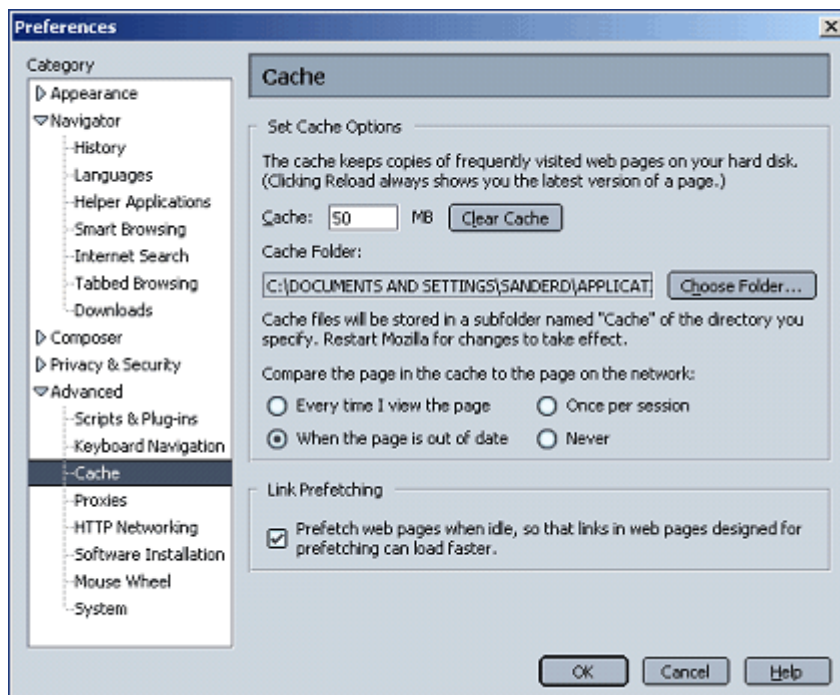 Preferences
Category
Appearance
Navigator
History
Languages
Helper Applications
Smart Browsing
Internet Search
Tabbed Browsing
Downloads
Composer
Privacy & Security
Advanced
Scripts & Plug-ins
Keyboard Navigation
Cache
Proxies
HTTP Networking
Software Installation
Mouse Wheel
System
Cache
Set Cache Options
The cache keeps copies of frequently visited web pages on your hard disk.
(Clicking Reload always shows you the latest version of a page.)
Cache: 50 MB Clear Cache
Cache Folder:
C:\DOCUMENTS AND SETTINGS\SANDERD\APPLICAT. Choose Folder...
Cache files will be stored in a subfolder named "Cache" of the directory you
specify. Restart Mozilla for changes to take effect.
Compare the page in the cache to the page on the network:
Every time I view the page Once per session
When the page is out of date Never
Link Prefetching
Prefetch web pages when idle, so that links in web pages designed for
prefetching can load faster.
OK Cancel Help